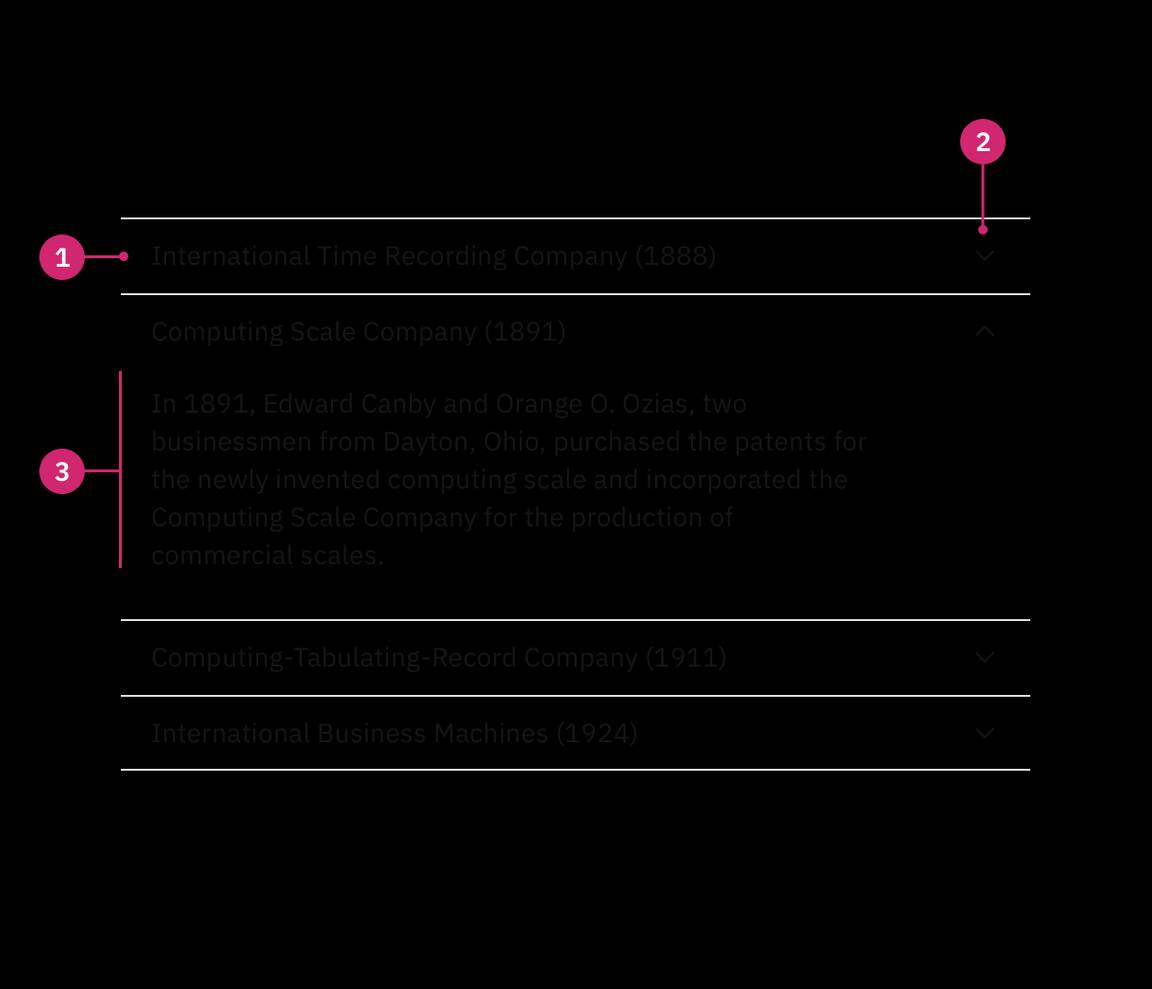 2
1
International Time Recording Company (1888)
Computing Scale Company (1891)
In 1891, Edward Canby and Orange O. Ozias, two
businessmen from Dayton, Ohio, purchased the patents for
3
the newly invented computing scale and incorporated the
Computing Scale Company for the production of
commercial scales.
Computing-Tabulating-Record Company (1911)
International Business Machines (1924)